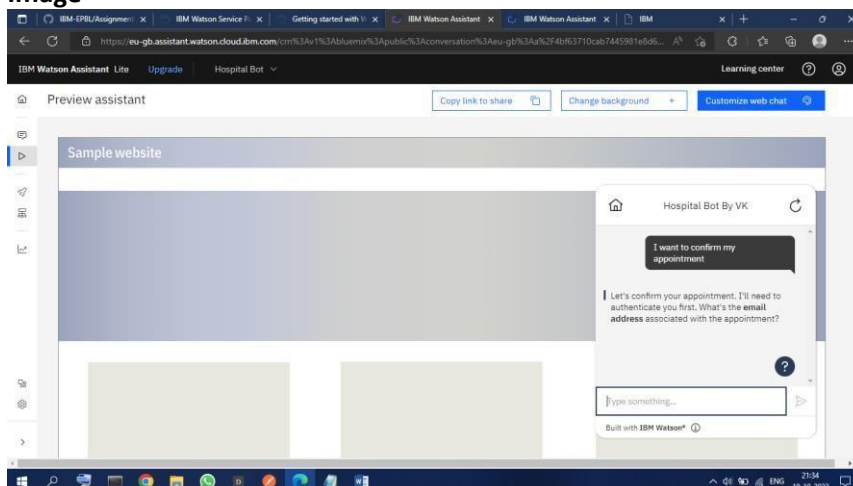 Image
IBM-EPBL/Assignment
IBM Watson Service
Getting started with
IBM Watson Assistant
IBM Watson Assistant
IBM
https://eu-gb.assistant.watson.cloud.ibm.com/crn%3Av1%3Abluemix%3Apublic%3Aconversation%3Aeu-gb%3Aa%2F4bf63710cab7445981e8d6...
IBM Watson Assistant Lite Upgrade Hospital Bot Learning center
Preview assistant Copy link to share Change background + Customize web chat
Sample website
Hospital Bot By VK
I want to confirm my
appointment
Let's confirm your appointment. I'll need to
authenticate you first. What's the email
address associated with the appointment?
?
Type something...
Built with IBM Watson®
ENG 21:34